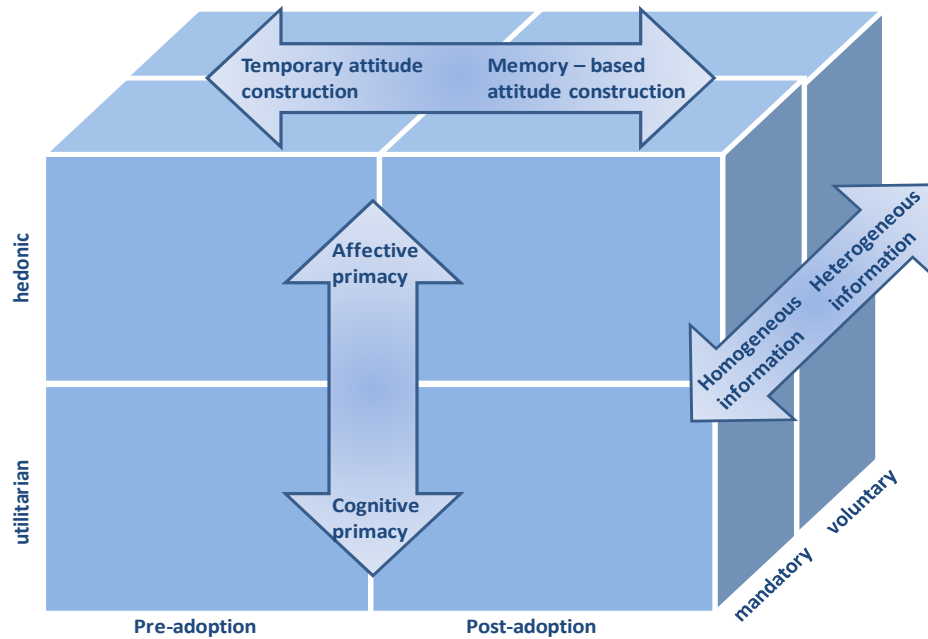 Temporary attitude
construction
Memory – based
attitude construction
hedonic
Affective
primacy
Homogeneous
information
Heterogeneous
information
utilitarian
Cognitive
primacy
mandatory
voluntary
Pre-adoption
Post-adoption